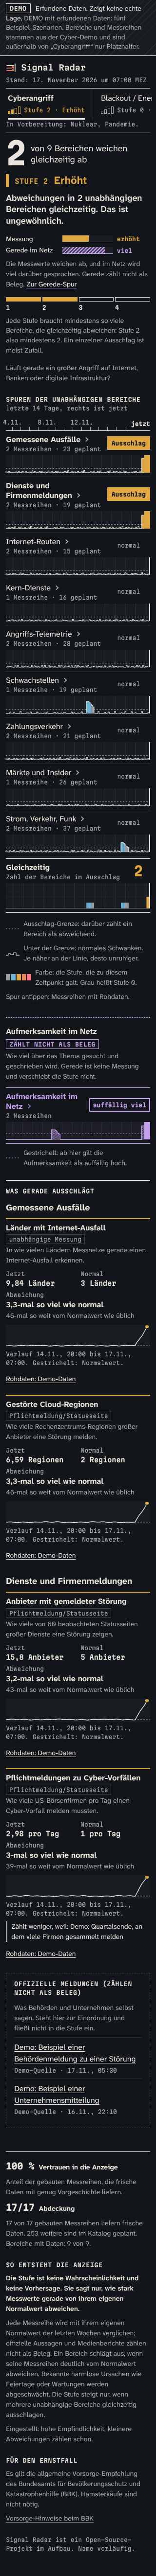 DEMO Erfundene Daten. Zeigt keine echte
Lage. DEMO mit erfundenen Daten: fünf
Beispiel-Szenarien. Bereiche und Messreihen
stammen aus der Cyber-Demo und sind
außerhalb von „Cyberangriff“ nur Platzhalter.
Signal Radar
Stand: 17. November 2026 um 07:00 MEZ
Cyberangriff
Stufe 2 · Erhöht
Blackout / Ener
Stufe 0 ·
In Vorbereitung: Nuklear, Pandemie.
2 von 9 Bereichen weichen
gleichzeitig ab
STUFE 2 Erhöht
Abweichungen in 2 unabhängigen
Bereichen gleichzeitig. Das ist
ungewöhnlich.
Messung erhöht
Gerede im Netz viel
Die Messwerte weichen ab, und im Netz wird
viel darüber gesprochen. Gerede zählt nicht als
Beleg. Zur Gerede-Spur
1 2 3 4
Jede Stufe braucht mindestens so viele
Bereiche, die gleichzeitig abweichen: Stufe 2
also mindestens 2. Ein einzelner Ausschlag ist
meist Zufall.
Läuft gerade ein großer Angriff auf Internet,
Banken oder digitale Infrastruktur?
SPUREN DER UNABHÄNGIGEN BEREICHE
letzte 14 Tage, rechts ist jetzt
4.11. 8.11. 12.11. jetzt
Gemessene Ausfälle >
2 Messreihen · 23 geplant
Ausschlag
Dienste und
Firmenmeldungen >
2 Messreihen · 19 geplant
Ausschlag
Internet-Routen >
2 Messreihen · 15 geplant
normal
Kern-Dienste >
1 Messreihe · 16 geplant
normal
Angriffs-Telemetrie >
2 Messreihen · 28 geplant
normal
Schwachstellen >
1 Messreihe · 19 geplant
normal
Zahlungsverkehr >
2 Messreihen · 21 geplant
normal
Märkte und Insider >
1 Messreihe · 26 geplant
normal
Strom, Verkehr, Funk >
2 Messreihen · 37 geplant
normal
Gleichzeitig
Zahl der Bereiche im Ausschlag
2
Ausschlag-Grenze: darüber zählt ein
Bereich als abweichend.
Unter der Grenze: normales Schwanken.
Je näher an der Linie, desto unruhiger.
Farbe: die Stufe, die zu diesem
Zeitpunkt galt. Grau heißt Stufe 0.
Spur antippen: Messreihen mit Rohdaten.
Aufmerksamkeit im Netz
ZÄHLT NICHT ALS BELEG
Wie viel über das Thema gesucht und
geschrieben wird. Gerede ist keine Messung
und verschiebt die Stufe nicht.
Aufmerksamkeit im
Netz >
2 Messreihen
auffällig viel
Gestrichelt: ab hier gilt die
Aufmerksamkeit als auffällig hoch.
WAS GERADE AUSSCHLÄGT
Gemessene Ausfälle
Länder mit Internet-Ausfall
unabhängige Messung
In wie vielen Ländern Messnetze gerade einen
Internet-Ausfall erkennen.
Jetzt
9,84 Länder
Normal
3 Länder
Abweichung
3,3-mal so viel wie normal
46-mal so weit vom Normalwert wie üblich
Verlauf 14.11., 20:00 bis 17.11.,
07:00. Gestrichelt: Normalwert.
Rohdaten: Demo-Daten
Gestörte Cloud-Regionen
Pflichtmeldung/Statusseite
Wie viele Rechenzentrums-Regionen großer
Anbieter eine Störung melden.
Jetzt
6,59 Regionen
Normal
2 Regionen
Abweichung
3,3-mal so viel wie normal
46-mal so weit vom Normalwert wie üblich
Verlauf 14.11., 20:00 bis 17.11.,
07:00. Gestrichelt: Normalwert.
Rohdaten: Demo-Daten
Dienste und Firmenmeldungen
Anbieter mit gemeldeter Störung
Pflichtmeldung/Statusseite
Wie viele von 60 beobachteten Statusseiten
großer Dienste eine Störung zeigen.
Jetzt
15,8 Anbieter
Normal
5 Anbieter
Abweichung
3,2-mal so viel wie normal
43-mal so weit vom Normalwert wie üblich
Verlauf 14.11., 20:00 bis 17.11.,
07:00. Gestrichelt: Normalwert.
Rohdaten: Demo-Daten
Pflichtmeldungen zu Cyber-Vorfällen
Pflichtmeldung/Statusseite
Wie viele US-Börsenfirmen pro Tag einen
Cyber-Vorfall melden mussten.
Jetzt
2,98 pro Tag
Normal
1 pro Tag
Abweichung
3-mal so viel wie normal
39-mal so weit vom Normalwert wie üblich
Verlauf 14.11., 20:00 bis 17.11.,
07:00. Gestrichelt: Normalwert.
Zählt weniger, weil: Demo: Quartalsende, an
dem viele Firmen gesammelt melden
Rohdaten: Demo-Daten
OFFIZIELLE MELDUNGEN (ZÄHLEN
NICHT ALS BELEG)
Was Behörden und Unternehmen selbst
sagen. Steht hier zur Einordnung und
fließt nicht in die Stufe ein.
Demo: Beispiel einer
Behördenmeldung zu einer Störung
Demo-Quelle · 17.11., 05:30
Demo: Beispiel einer
Unternehmensmitteilung
Demo-Quelle · 16.11., 22:10
100 % Vertrauen in die Anzeige
Anteil der gebauten Messreihen, die frische
Daten mit genug Vorgeschichte liefern.
17/17 Abdeckung
17 von 17 gebauten Messreihen liefern frische
Daten. 253 weitere sind im Katalog geplant.
Bereiche mit Daten: 9 von 9.
SO ENTSTEHT DIE ANZEIGE
Die Stufe ist keine Wahrscheinlichkeit und
keine Vorhersage. Sie sagt nur, wie stark
Messwerte gerade von ihrem eigenen
Normalwert abweichen.
Jede Messreihe wird mit ihrem eigenen
Normalwert der letzten Wochen verglichen;
offizielle Aussagen und Medienberichte zählen
nicht als Beleg. Ein Bereich schlägt aus, wenn
seine Messreihen deutlich vom Normalwert
abweichen. Bekannte harmlose Ursachen wie
Feiertage oder Wartungen werden
abgeschwächt. Die Stufe steigt nur, wenn
mehrere unabhängige Bereiche gleichzeitig
ausschlagen.
Eingestellt: hohe Empfindlichkeit, kleinere
Abweichungen zählen schon.
FÜR DEN ERNSTFALL
Es gilt die allgemeine Vorsorge-Empfehlung
des Bundesamts für Bevölkerungsschutz und
Katastrophenhilfe (BBK). Hamsterkäufe sind
nicht nötig.
Vorsorge-Hinweise beim BBK
Signal Radar ist ein Open-Source-
Projekt im Aufbau. Name vorläufig.